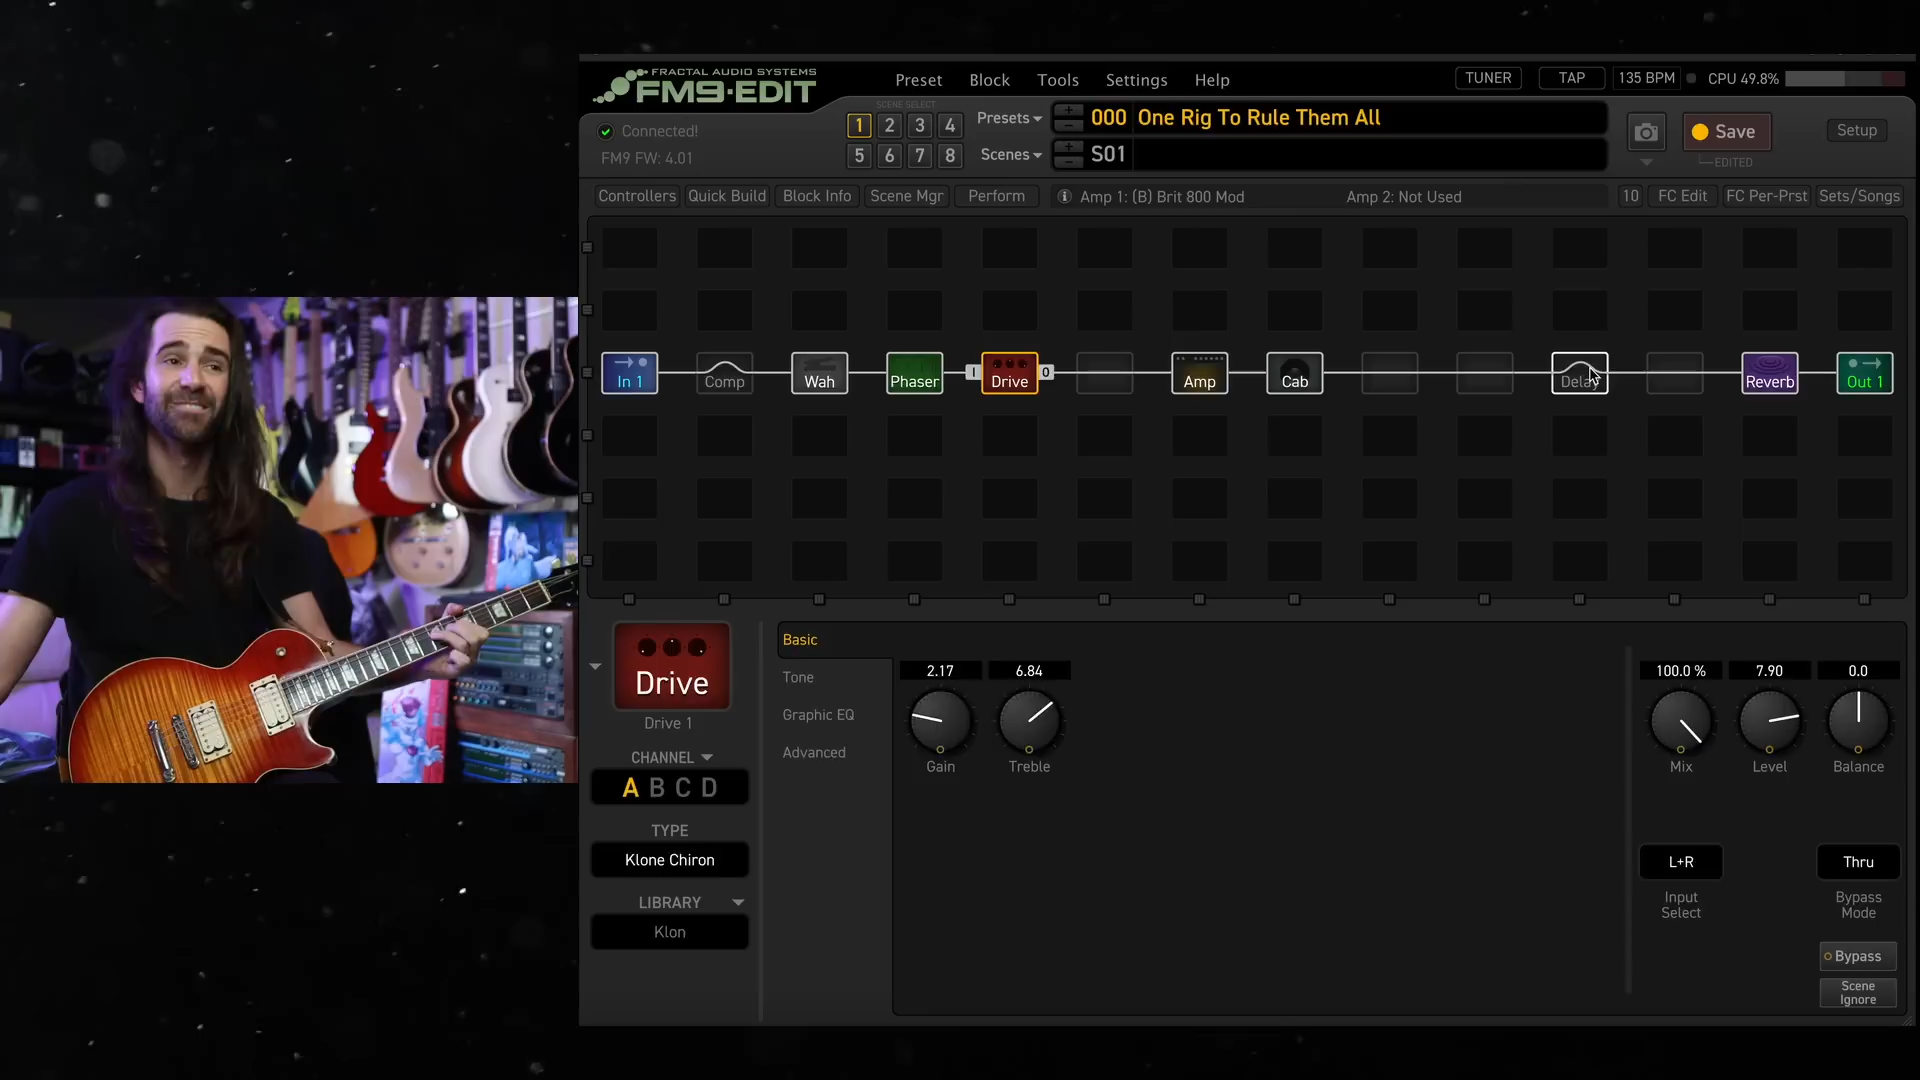 FRACTAL AUDIO SYSTEMS
FM9-EDIT
Preset Block Tools Settings Help
TUNER TAP 135 BPM CPU 49.8%
Connected!
FM9 FW: 4.01
SCENE SELECT
1 2 3 4
5 6 7 8
Presets + - 000 One Rig To Rule Them All
Scenes + - S01
Save
EDITED
Setup
Controllers Quick Build Block Info Scene Mgr Perform Amp 1: (B) Brit 800 Mod Amp 2: Not Used 10 FC Edit FC Per-Prst Sets/Songs
In 1 Comp Wah Phaser I Drive O Amp Cab Delay Reverb Out 1
Drive
Drive 1
CHANNEL
A B C D
TYPE
Klone Chiron
LIBRARY
Klon
Basic
Tone
Graphic EQ
Advanced
2.17 6.84
Gain Treble
100.0 % 7.90 0.0
Mix Level Balance
L+R Thru
Input Select
Bypass Mode
Bypass
Scene Ignore